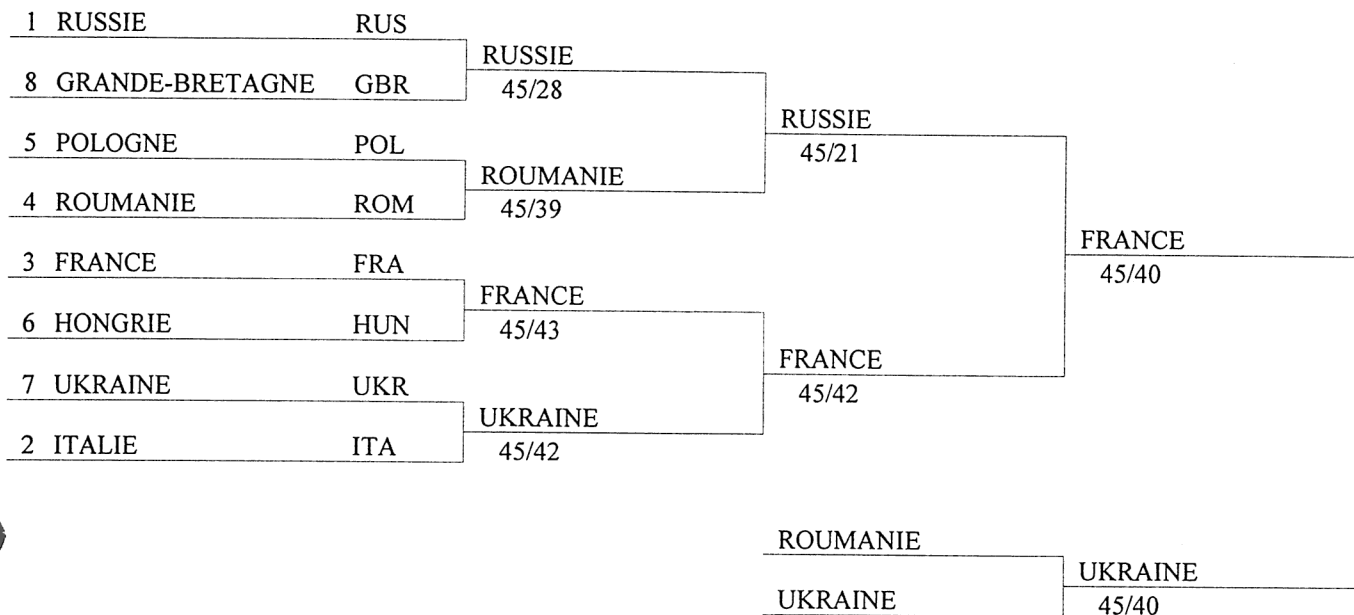 1 RUSSIE RUS
8 GRANDE-BRETAGNE GBR
5 POLOGNE POL
4 ROUMANIE ROM
3 FRANCE FRA
6 HONGRIE HUN
7 UKRAINE UKR
2 ITALIE ITA
RUSSIE
45/28
ROUMANIE
45/39
FRANCE
45/43
UKRAINE
45/42
RUSSIE
45/21
FRANCE
45/42
FRANCE
45/40
ROUMANIE
UKRAINE
UKRAINE
45/40